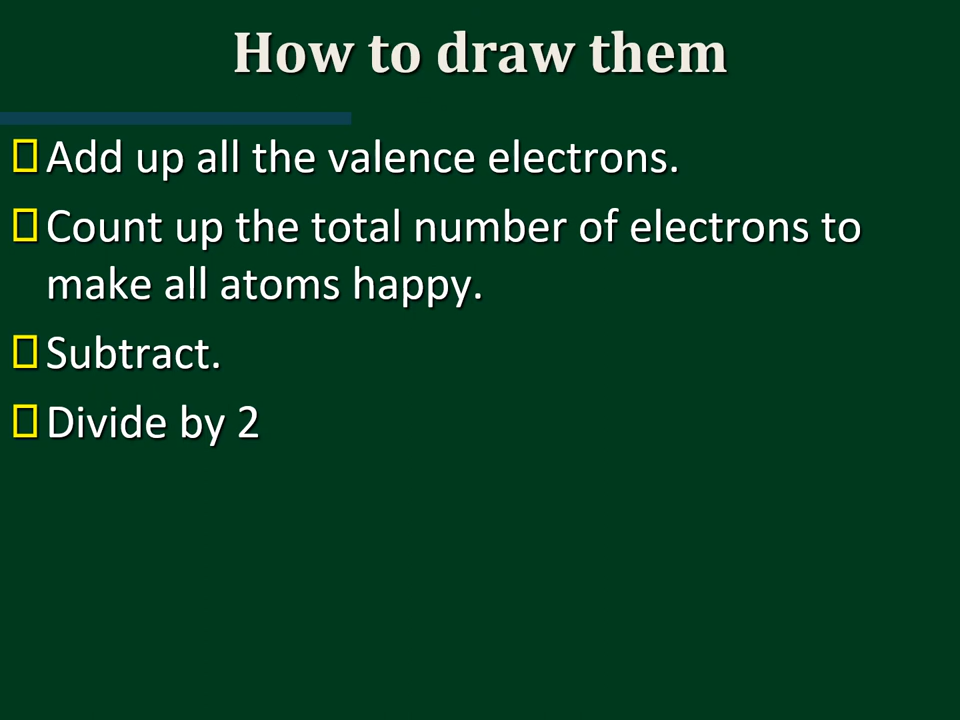 How to draw them
Add up all the valence electrons.
Count up the total number of electrons to
make all atoms happy.
Subtract.
Divide by 2